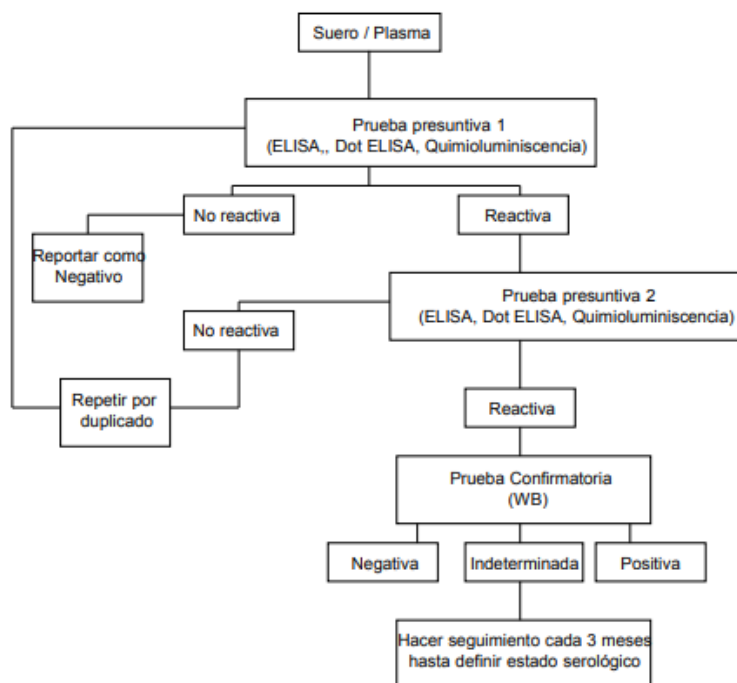 Suero / Plasma
Prueba presuntiva 1
(ELISA,, Dot ELISA, Quimioluminiscencia)
No reactiva
Reactiva
Reportar como
Negativo
Prueba presuntiva 2
(ELISA, Dot ELISA, Quimioluminiscencia)
No reactiva
Repetir por
duplicado
Reactiva
Prueba Confirmatoria
(WB)
Negativa
Indeterminada
Positiva
Hacer seguimiento cada 3 meses
hasta definir estado serológico